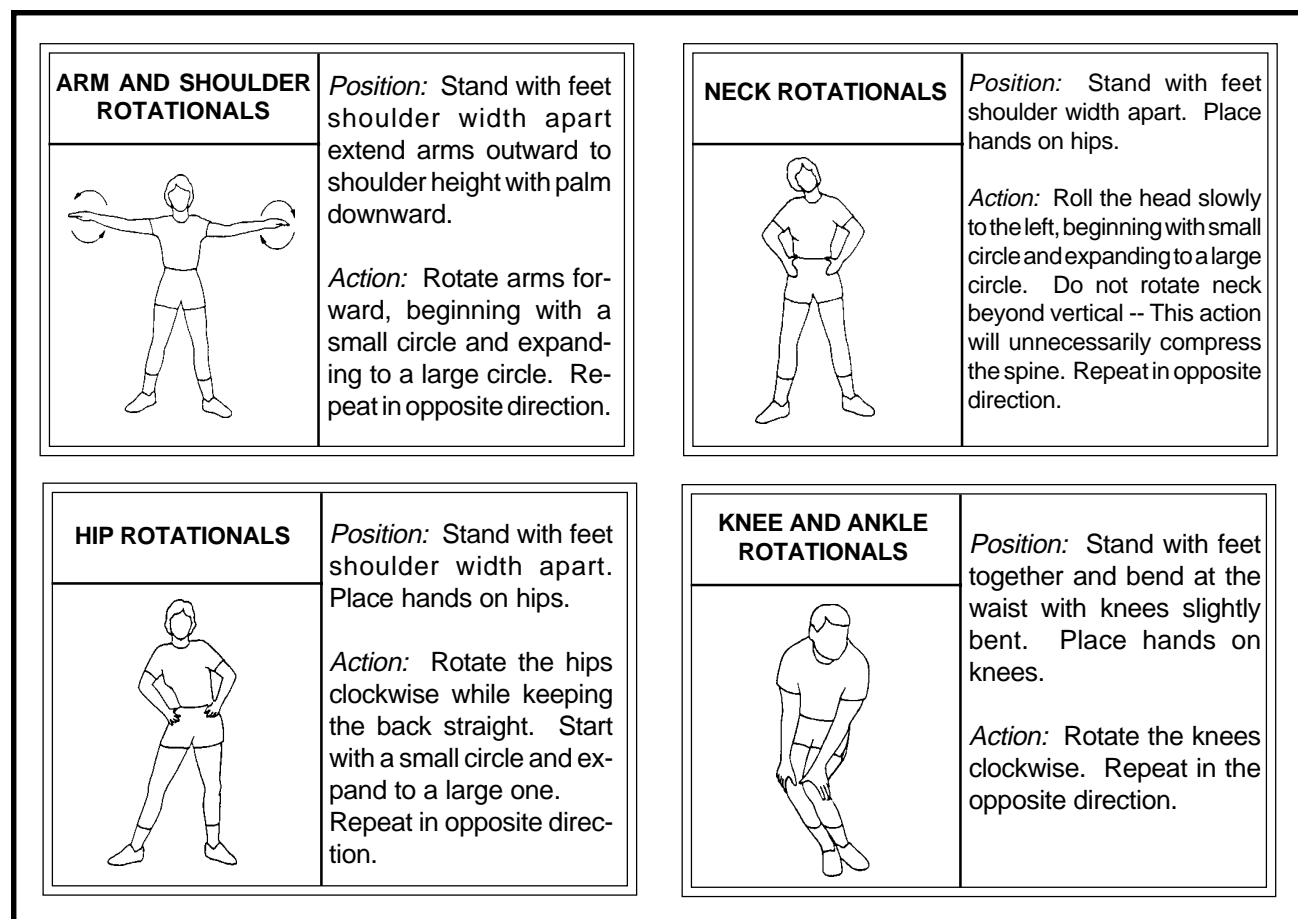 ARM AND SHOULDER
ROTATIONALS
Position: Stand with feet
shoulder width apart
extend arms outward to
shoulder height with palm
downward.
Action: Rotate arms for-
ward, beginning with a
small circle and expand-
ing to a large circle. Re-
peat in opposite direction.
NECK ROTATIONALS
Position: Stand with feet
shoulder width apart. Place
hands on hips.
Action: Roll the head slowly
to the left, beginning with small
circle and expanding to a large
circle. Do not rotate neck
beyond vertical -- This action
will unnecessarily compress
the spine. Repeat in opposite
direction.
HIP ROTATIONALS
Position: Stand with feet
shoulder width apart.
Place hands on hips.
Action: Rotate the hips
clockwise while keeping
the back straight. Start
with a small circle and ex-
pand to a large one.
Repeat in opposite direc-
tion.
KNEE AND ANKLE
ROTATIONALS
Position: Stand with feet
together and bend at the
waist with knees slightly
bent. Place hands on
knees.
Action: Rotate the knees
clockwise. Repeat in the
opposite direction.